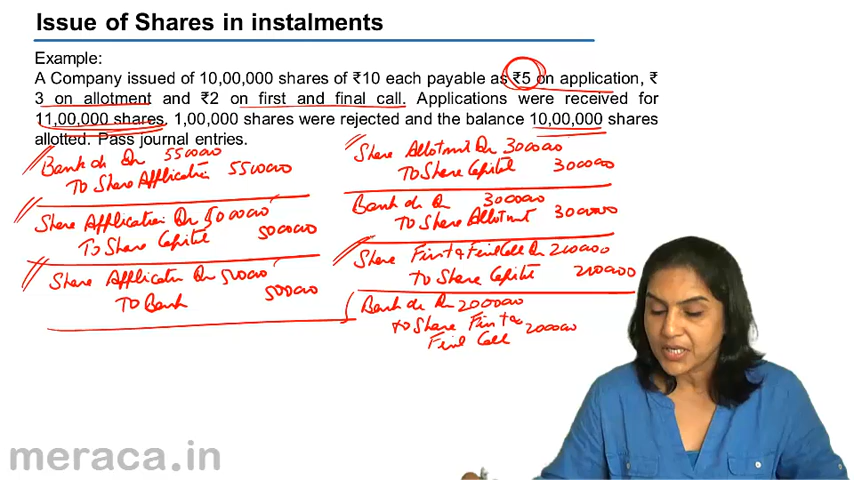 Issue of Shares in instalments
Example:
A Company issued of 10,00,000 shares of ₹10 each payable as ₹5 on application, ₹
3 on allotment and ₹2 on first and final call. Applications were received for
11,00,000 shares. 1,00,000 shares were rejected and the balance 10,00,000 shares
allotted. Pass journal entries.
Bank a/c Dr 5500000
To Share Application 5500000
Share Application Dr 5000000
To Share Capital 5000000
Share Application Dr 500000
To Bank 500000
Share Allotment Dr 3000000
To Share Capital 3000000
Bank a/c Dr 3000000
To Share Allotment 3000000
Share First & Final Call Dr 2000000
To Share Capital 2000000
Bank a/c Dr 2000000
to Share First &
Final Call 2000000
meraca.in